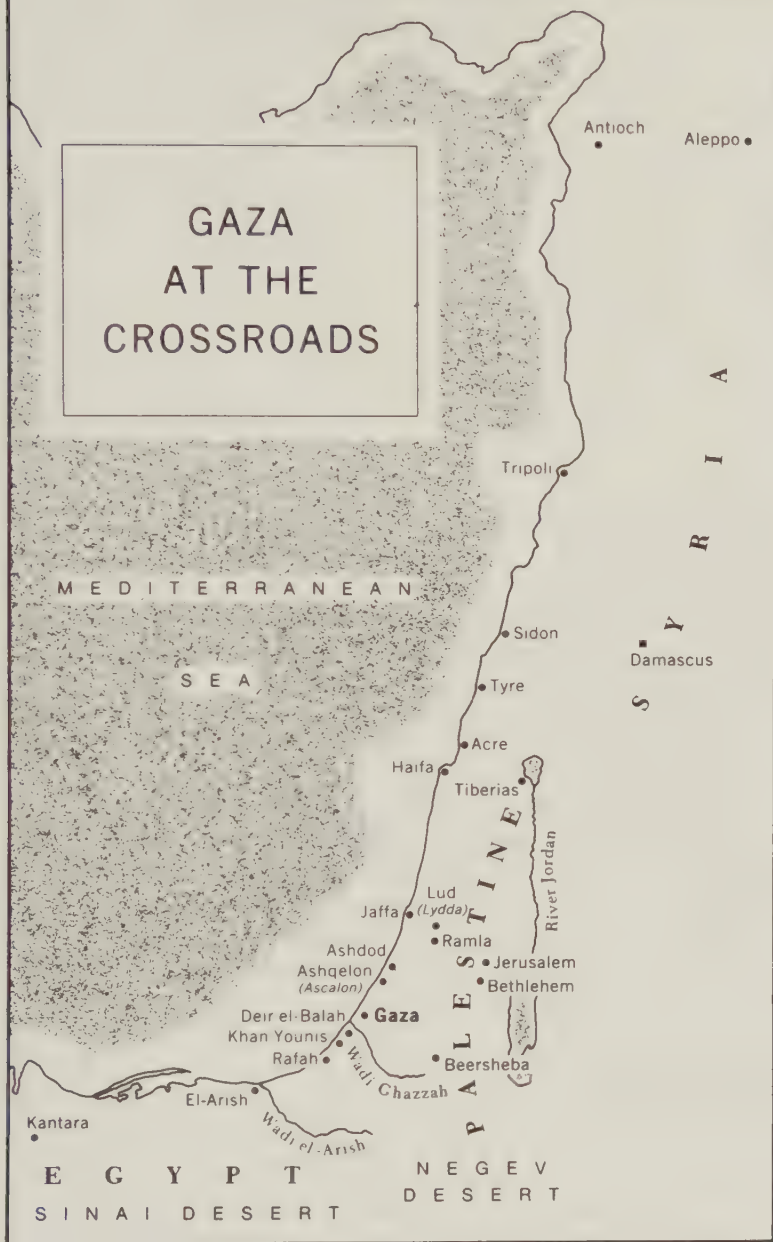 GAZA
AT THE
CROSSROADS
Antioch
Aleppo
SYRIA
Tripoli
MEDITERRANEAN
SEA
Sidon
Damascus
Tyre
Acre
Haifa
Tiberias
PALESTINE
River Jordan
Lud
(Lydda)
Jaffa
Ramla
Ashdod
Jerusalem
Ashqelon
(Ascalon)
Bethlehem
Deir el-Balah
Gaza
Khan Younis
Rafah
Wadi Ghazzah
Beersheba
El-Arish
Wadi el-Arish
Kantara
EGYPT
SINAI DESERT
NEGEV
DESERT